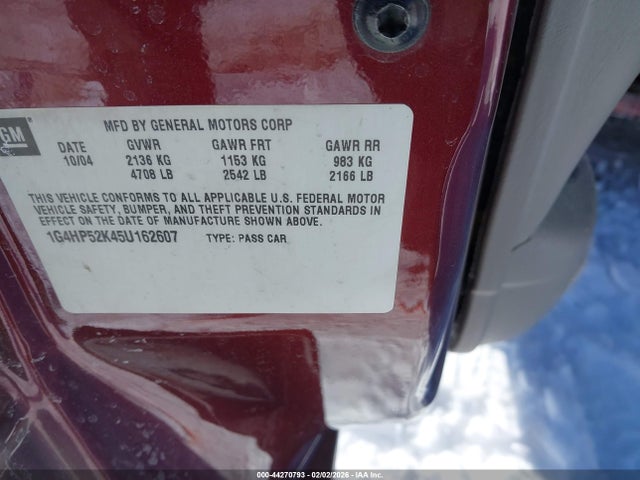 GM
MFD BY GENERAL MOTORS CORP
DATE GVWR GAWR FRT GAWR RR
10/04 2136 KG 1153 KG 983 KG
4708 LB 2542 LB 2166 LB
THIS VEHICLE CONFORMS TO ALL APPLICABLE U.S. FEDERAL MOTOR
VEHICLE SAFETY, BUMPER, AND THEFT PREVENTION STANDARDS IN
EFFECT ON THE DATE OF MANUFACTURE SHOWN ABOVE.
1G4HP52K45U162607 TYPE: PASS CAR
000-44270793 - 02/02/2026 - IAA Inc.